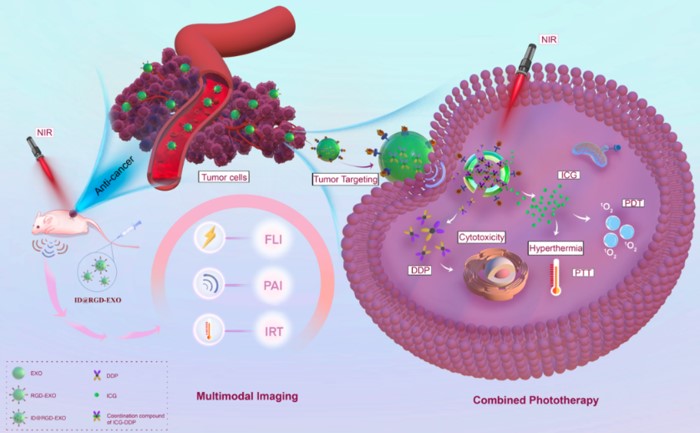 NIR
NIR
Anti-cancer
Tumor cells
Tumor Targeting
ICG
¹O₂
PDT
¹O₂
¹O₂
Cytotoxicity
Hyperthermia
DDP
PTT
ID@RGD-EXO
FLI
PAI
IRT
EXO
DDP
RGD-EXO
ICG
ID@RGD-EXO
Coordination compound
of ICG-DDP
Multimodal Imaging
Combined Phototherapy